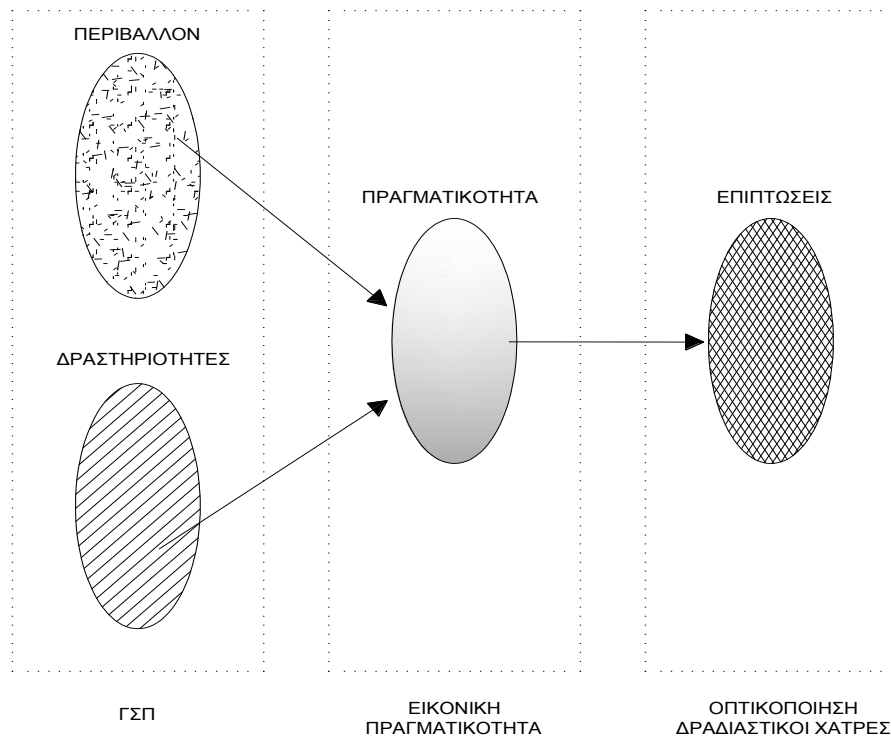 ΠΕΡΙΒΑΛΛΟΝ
ΠΡΑΓΜΑΤΙΚΟΤΗΤΑ
ΕΠΙΠΤΩΣΕΙΣ
ΔΡΑΣΤΗΡΙΟΤΗΤΕΣ
ΓΣΠ
ΕΙΚΟΝΙΚΗ
ΠΡΑΓΜΑΤΙΚΟΤΗΤΑ
ΟΠΤΙΚΟΠΟΙΗΣΗ
ΔΡΑΔΙΑΣΤΙΚΟΙ ΧΑΤΡΕΣ